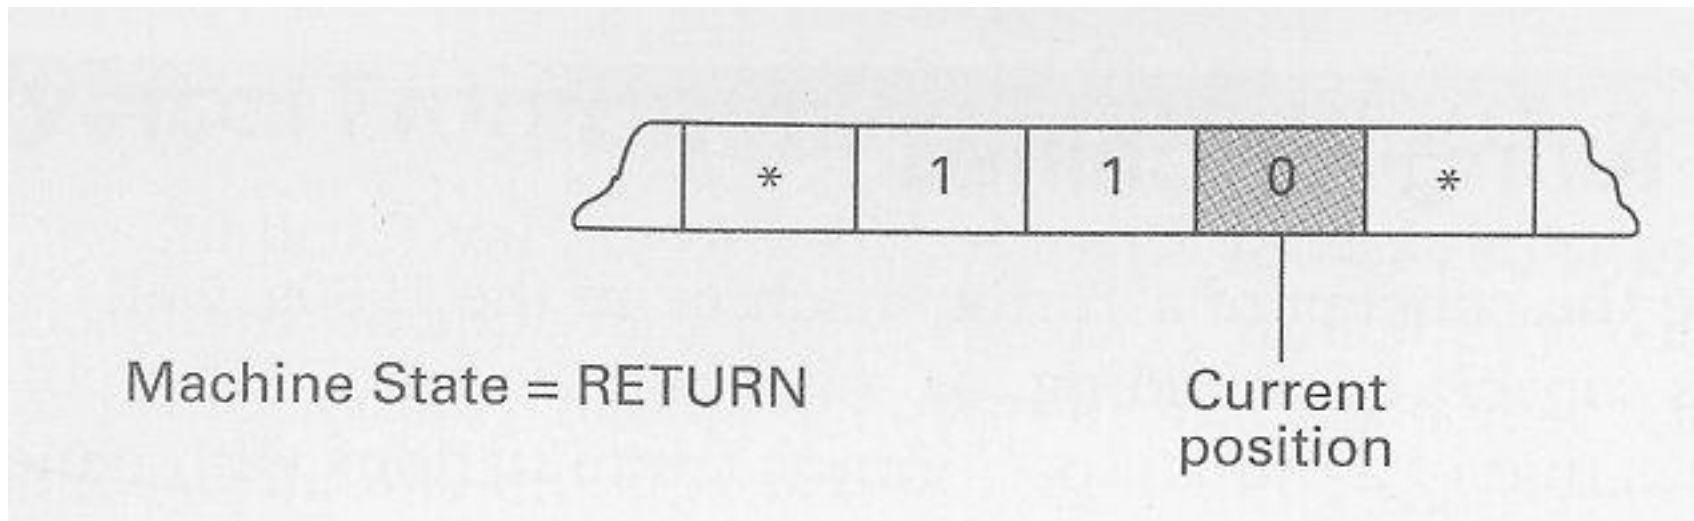 * 1 1 0 *
Machine State = RETURN
Current
position